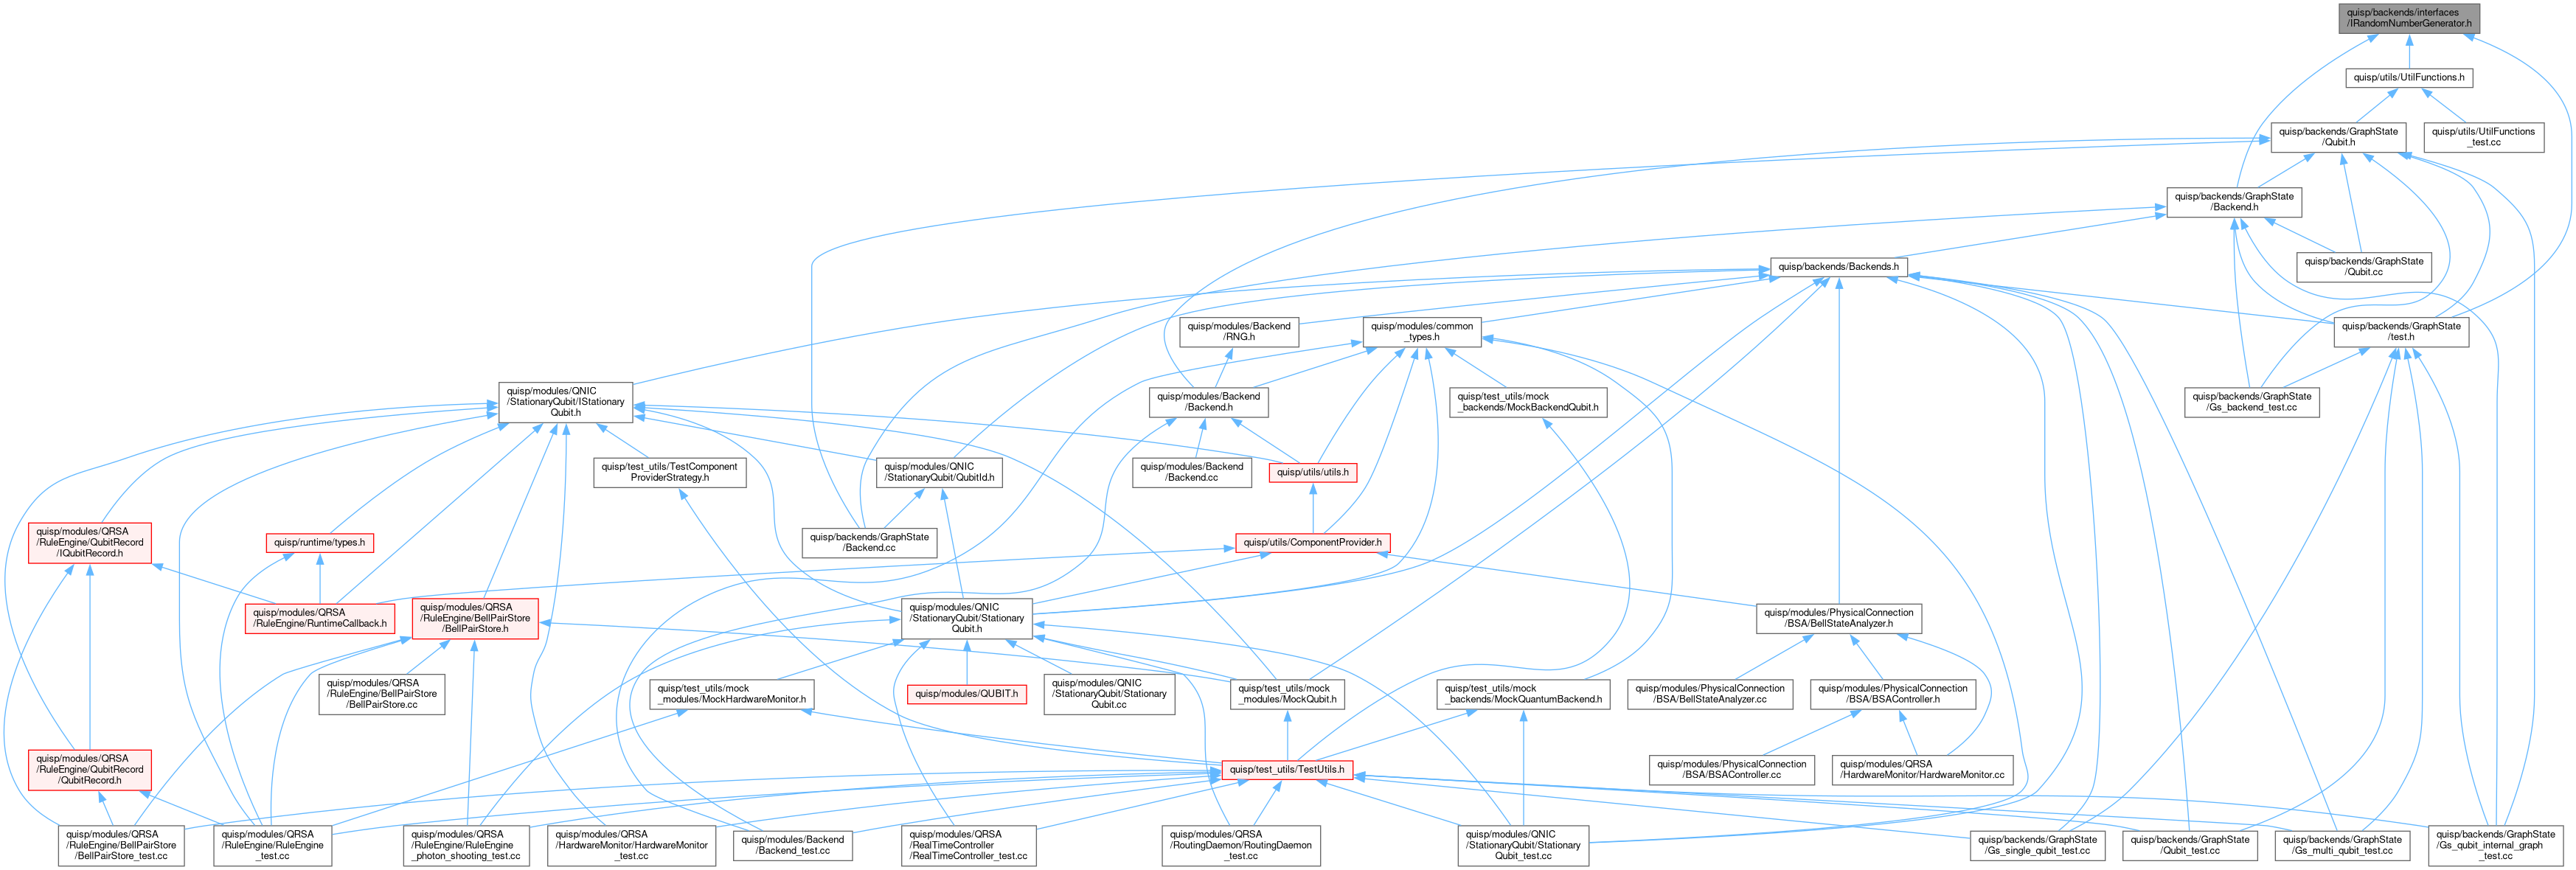 quisp/backends/interfaces
/IRandomNumberGenerator.h
quisp/utils/UtilFunctions.h
quisp/backends/GraphState
/Qubit.h
quisp/utils/UtilFunctions
_test.cc
quisp/backends/GraphState
/Backend.h
quisp/backends/GraphState
/Qubit.cc
quisp/backends/Backends.h
quisp/modules/Backend
/RNG.h
quisp/modules/common
_types.h
quisp/backends/GraphState
/test.h
quisp/modules/QNIC
/StationaryQubit/IStationary
Qubit.h
quisp/modules/Backend
/Backend.h
quisp/test_utils/mock
_backends/MockBackendQubit.h
quisp/backends/GraphState
/Gs_backend_test.cc
quisp/test_utils/TestComponent
ProviderStrategy.h
quisp/modules/QNIC
/StationaryQubit/QubitId.h
quisp/modules/Backend
/Backend.cc
quisp/utils/utils.h
quisp/modules/QRSA
/RuleEngine/QubitRecord
/IQubitRecord.h
quisp/runtime/types.h
quisp/backends/GraphState
/Backend.cc
quisp/utils/ComponentProvider.h
quisp/modules/QRSA
/RuleEngine/RuntimeCallback.h
quisp/modules/QRSA
/RuleEngine/BellPairStore
/BellPairStore.h
quisp/modules/QNIC
/StationaryQubit/Stationary
Qubit.h
quisp/modules/PhysicalConnection
/BSA/BellStateAnalyzer.h
quisp/modules/QRSA
/RuleEngine/BellPairStore
/BellPairStore.cc
quisp/test_utils/mock
_modules/MockHardwareMonitor.h
quisp/modules/QUBIT.h
quisp/modules/QNIC
/StationaryQubit/Stationary
Qubit.cc
quisp/test_utils/mock
_modules/MockQubit.h
quisp/test_utils/mock
_backends/MockQuantumBackend.h
quisp/modules/PhysicalConnection
/BSA/BellStateAnalyzer.cc
quisp/modules/PhysicalConnection
/BSA/BSAController.h
quisp/modules/QRSA
/RuleEngine/QubitRecord
/QubitRecord.h
quisp/test_utils/TestUtils.h
quisp/modules/PhysicalConnection
/BSA/BSAController.cc
quisp/modules/QRSA
/HardwareMonitor/HardwareMonitor.cc
quisp/modules/QRSA
/RuleEngine/BellPairStore
/BellPairStore_test.cc
quisp/modules/QRSA
/RuleEngine/RuleEngine
_test.cc
quisp/modules/QRSA
/RuleEngine/RuleEngine
_photon_shooting_test.cc
quisp/modules/QRSA
/HardwareMonitor/HardwareMonitor
_test.cc
quisp/modules/Backend
/Backend_test.cc
quisp/modules/QRSA
/RealTimeController
/RealTimeController_test.cc
quisp/modules/QRSA
/RoutingDaemon/RoutingDaemon
_test.cc
quisp/modules/QNIC
/StationaryQubit/Stationary
Qubit_test.cc
quisp/backends/GraphState
/Gs_single_qubit_test.cc
quisp/backends/GraphState
/Qubit_test.cc
quisp/backends/GraphState
/Gs_multi_qubit_test.cc
quisp/backends/GraphState
/Gs_qubit_internal_graph
_test.cc